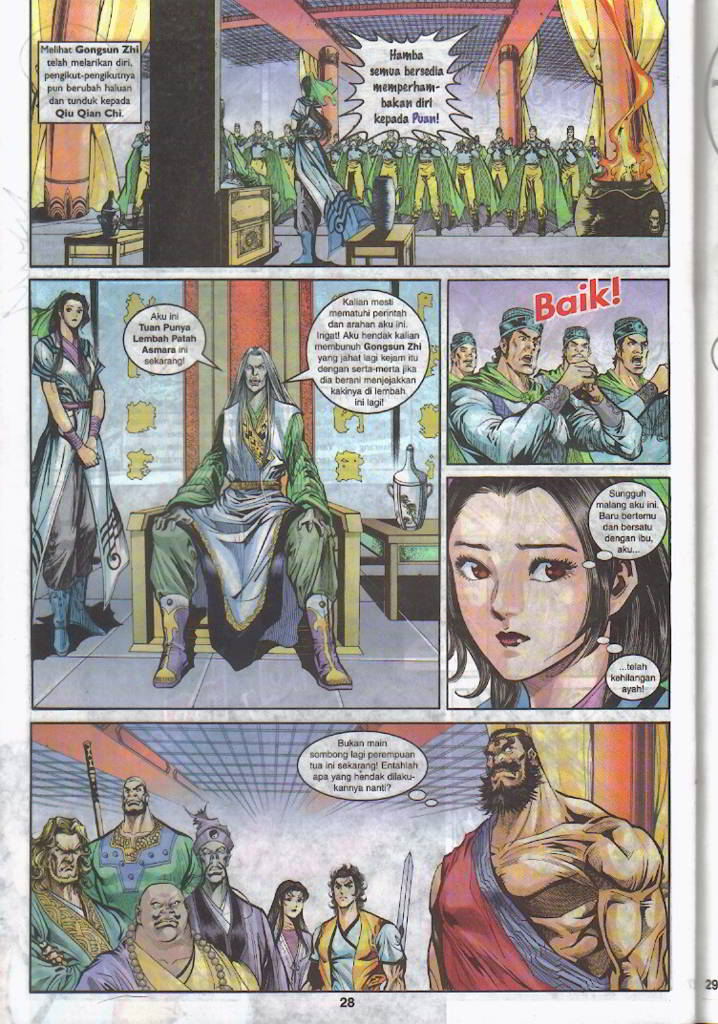 Melihat Gongsun Zhi
telah melarikan diri,
pengikut-pengikutnya
pun berubah haluan
dan tunduk kepada
Qiu Qian Chi.
Hamba
semua bersedia
memperham-
bakan diri
kepada Puan!
Aku ini
Tuan Punya
Lembah Patah
Asmara ini
sekarang!
Kalian mesti
mematuhi perintah
dan arahan aku ini.
Ingat! Aku hendak kalian
membunuh Gongsun Zhi
yang jahat lagi kejam itu
dengan serta-merta jika
dia berani menjejakkan
kakinya di lembah
ini lagi!
Baik!
Sungguh
malang aku ini.
Baru bertemu
dan bersatu
dengan ibu,
aku...
...telah
kehilangan
ayah!
Bukan main
sombong lagi perempuan
tua ini sekarang! Entahlah
apa yang hendak dilaku-
kannya nanti?
28
29